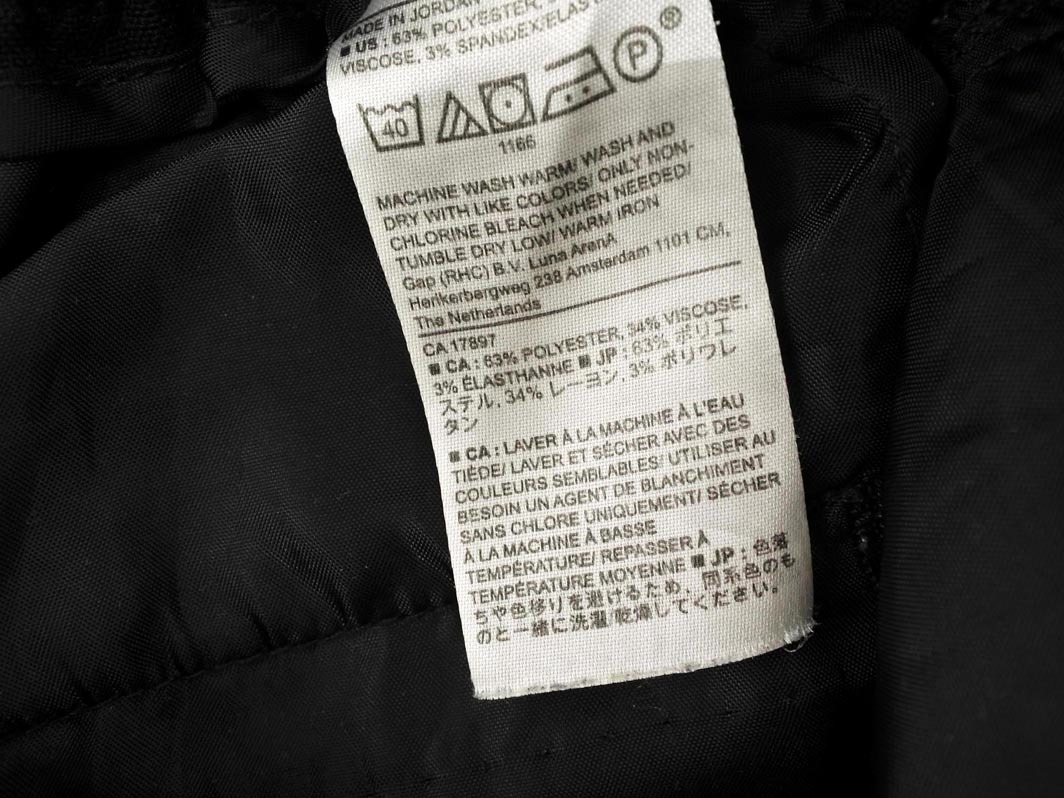 MADE IN JORDAN
■ US : 63% POLYESTER,
VISCOSE, 3% SPANDEX/ELAST
40
P
®
1166
MACHINE WASH WARM/ WASH AND
DRY WITH LIKE COLORS/ ONLY NON-
CHLORINE BLEACH WHEN NEEDED/
TUMBLE DRY LOW/ WARM IRON
Gap (RHC) B.V. Luna ArenA
Herikerbergweg 238 Amsterdam 1101 CM,
The Netherlands
CA 17897
■ CA : 63% POLYESTER, 34% VISCOSE,
3% ÉLASTHANNE ■ JP : 63% ポリエ
ステル, 34% レーヨン, 3% ポリウレ
タン
■ CA : LAVER À LA MACHINE À L'EAU
TIÈDE/ LAVER ET SÉCHER AVEC DES
COULEURS SEMBLABLES/ UTILISER AU
BESOIN UN AGENT DE BLANCHIMENT
SANS CHLORE UNIQUEMENT/ SÉCHER
À LA MACHINE À BASSE
TEMPÉRATURE/ REPASSER À
TEMPÉRATURE MOYENNE ■ JP : 色落
ちや色移りを避けるため、同系色のも
のと一緒に洗濯/乾燥してください。